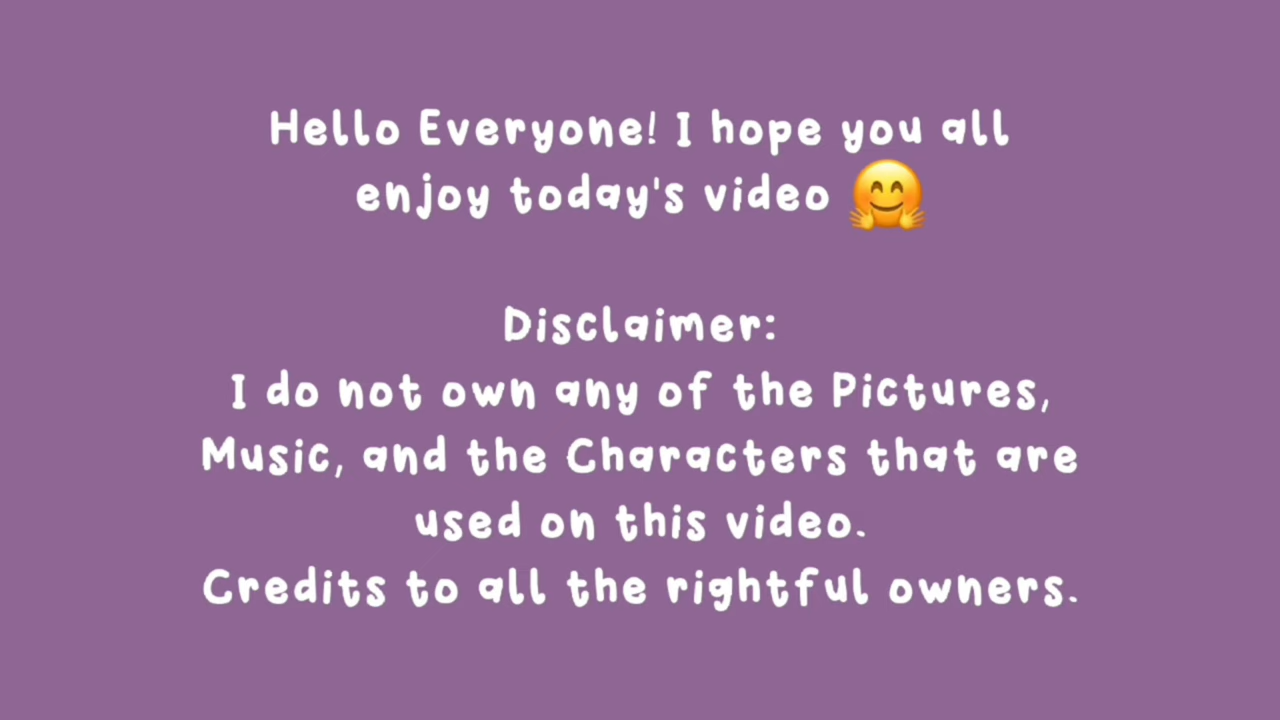 Hello Everyone! I hope you all
enjoy today's video 🤗
Disclaimer:
I do not own any of the Pictures,
Music, and the Characters that are
used on this video.
Credits to all the rightful owners.